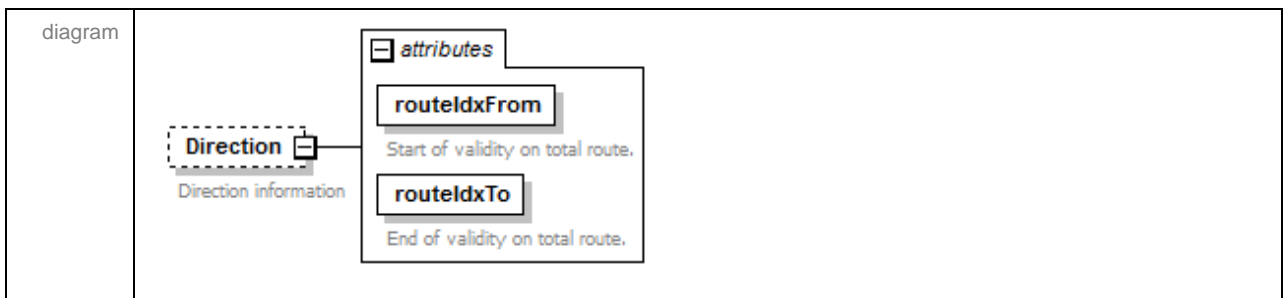 diagram
attributes
routeIdxFrom
Direction
Start of validity on total route.
Direction information
routeIdxTo
End of validity on total route.